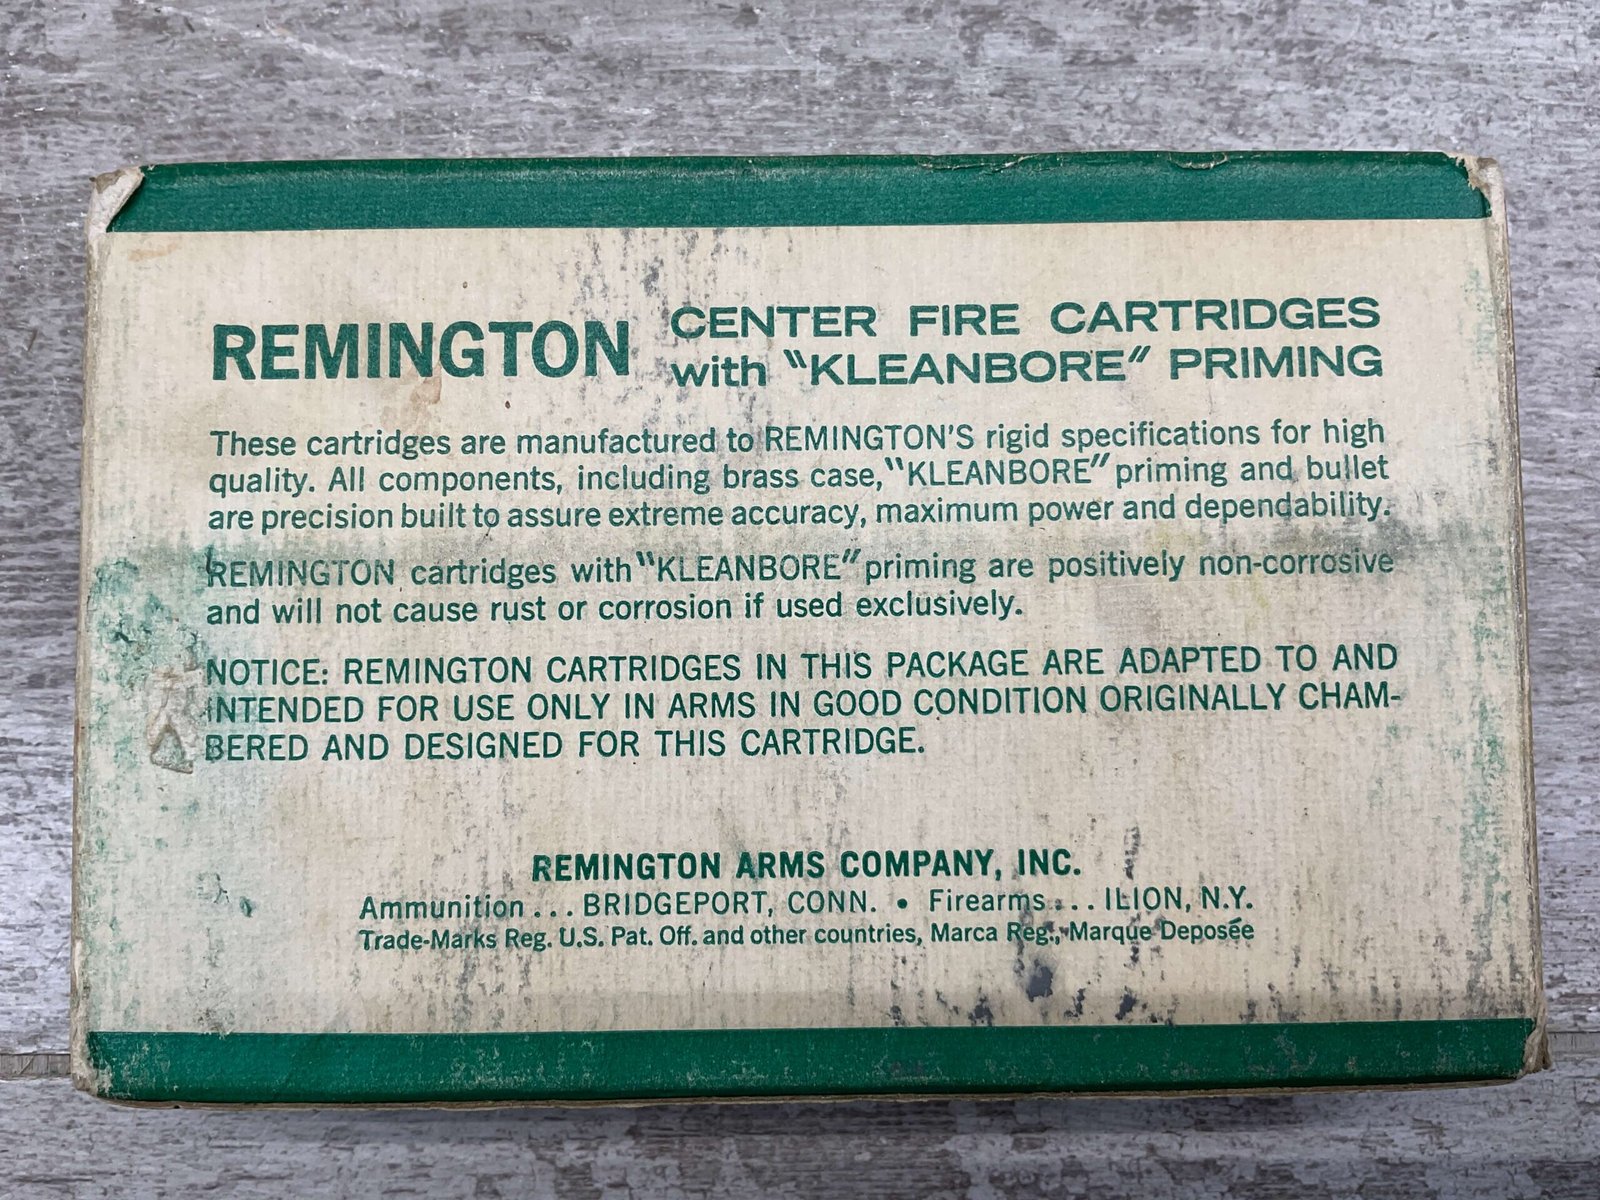 REMINGTON CENTER FIRE CARTRIDGES
with "KLEANBORE" PRIMING
These cartridges are manufactured to REMINGTON'S rigid specifications for high
quality. All components, including brass case, "KLEANBORE" priming and bullet
are precision built to assure extreme accuracy, maximum power and dependability.
REMINGTON cartridges with "KLEANBORE" priming are positively non-corrosive
and will not cause rust or corrosion if used exclusively.
NOTICE: REMINGTON CARTRIDGES IN THIS PACKAGE ARE ADAPTED TO AND
INTENDED FOR USE ONLY IN ARMS IN GOOD CONDITION ORIGINALLY CHAM-
BERED AND DESIGNED FOR THIS CARTRIDGE.
REMINGTON ARMS COMPANY, INC.
Ammunition ... BRIDGEPORT, CONN. • Firearms ... ILION, N.Y.
Trade-Marks Reg. U.S. Pat. Off. and other countries, Marca Reg., Marque Deposée